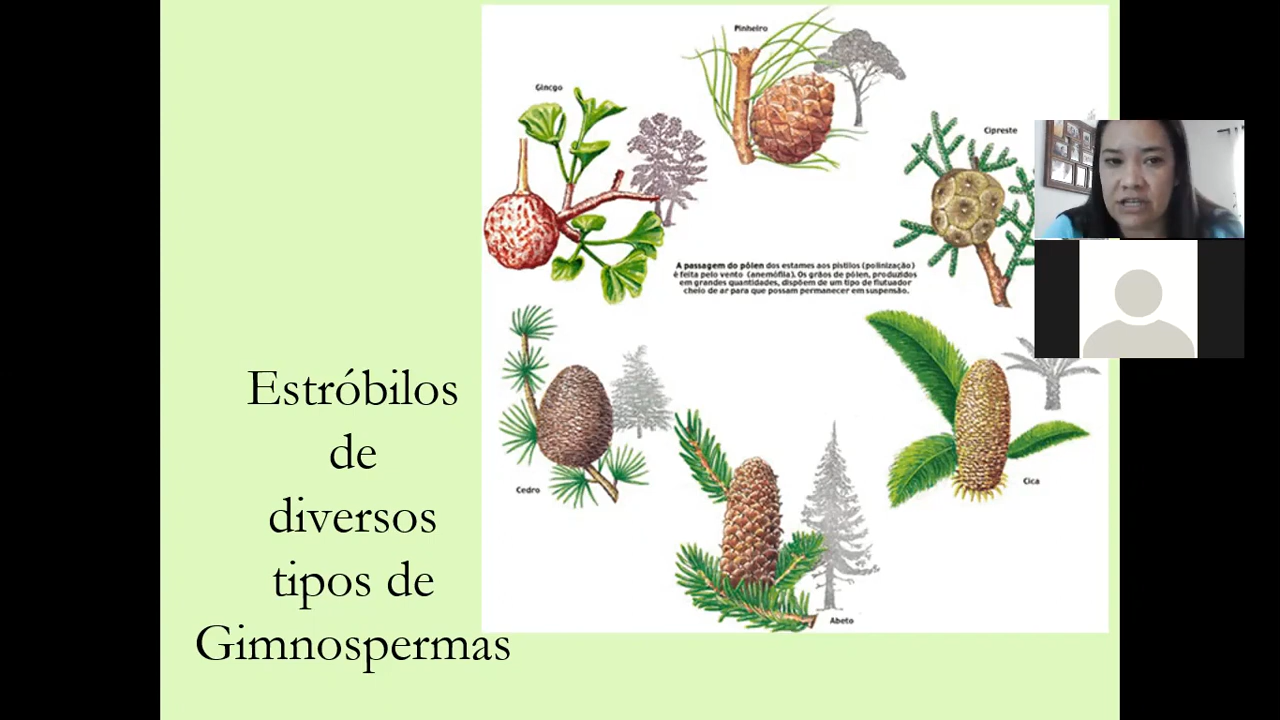 Pinheiro
Gincgo
Cipreste
A passagem do pólen dos estames aos pistilos (polinização)
é feita pelo vento (anemófila). Os grãos de pólen, produzidos
em grandes quantidades, dispõem de um tipo de flutuador
cheio de ar para que possam permanecer em suspensão.
Cedro
Cica
Abeto
Estróbilos
de
diversos
tipos de
Gimnospermas